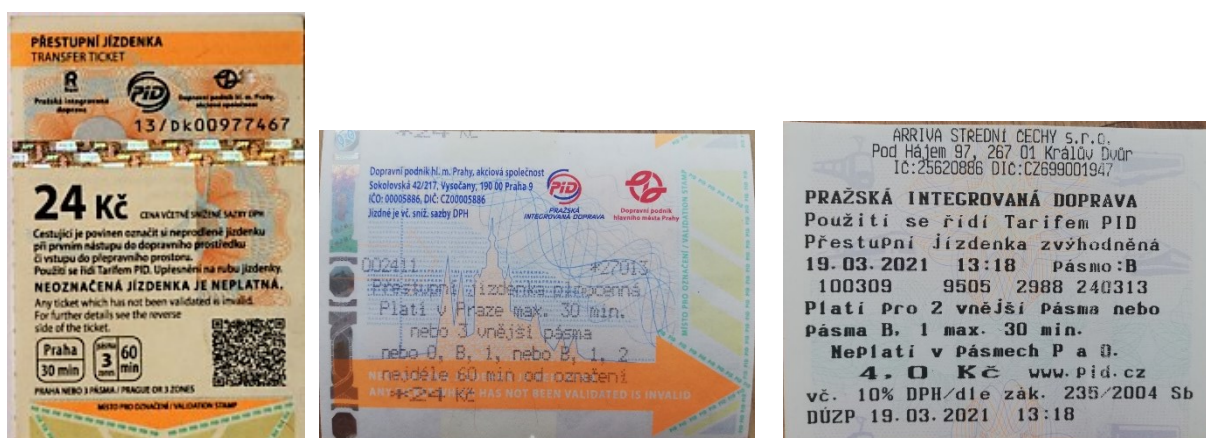 PŘESTUPNÍ JÍZDENKA
TRANSFER TICKET
Pražská integrovaná
doprava
PID
Dopravní podnik hl. m. Prahy,
akciová společnost
13/Dk00977467
24 Kč CENA VČETNĚ SNÍŽENÉ SAZBY DPH
Cestující je povinen označit si neprodleně jízdenku
při prvním nástupu do dopravního prostředku
či vstupu do přepravního prostoru.
Použití se řídí Tarifem PID. Upřesnění na rubu jízdenky.
NEOZNAČENÁ JÍZDENKA JE NEPLATNÁ.
Any ticket which has not been validated is invalid.
For further details see the reverse
side of the ticket.
Praha
30 min
3
60
min
PRAHA NEBO 3 PÁSMA / PRAGUE OR 3 ZONES
MÍSTO PRO OZNAČENÍ / VALIDATION STAMP
*24 Kč
Dopravní podnik hl. m. Prahy, akciová společnost
Sokolovská 42/217, Vysočany, 190 00 Praha 9
IČO: 00005886, DIČ: CZ00005886
Jízdné je vč. sníž. sazby DPH
PID
PRAŽSKÁ
INTEGROVANÁ DOPRAVA
Dopravní podnik
hlavního města Prahy
MÍSTO PRO OZNAČENÍ / VALIDATION STAMP
002411 *27013
Přestupní jízdenka plnocenná
Platí v Praze max. 30 min.
nebo 3 vnější pásma
nebo 0, B, 1, nebo B, 1, 2
nejdéle 60 min od označení
ANY TICKET WHICH HAS NOT BEEN VALIDATED IS INVALID
*24 Kč
ARRIVA STŘEDNÍ ČECHY s.r.o.
Pod Hájem 97, 267 01 Králův Dvůr
IČ:25620886 DIČ:CZ699001947
PRAŽSKÁ INTEGROVANÁ DOPRAVA
Použití se řídí Tarifem PID
Přestupní jízdenka zvýhodněná
19.03.2021 13:18 Pásmo:B
100309 9505 2988 240313
Platí pro 2 vnější pásma nebo
pásma B, 1 max. 30 min.
Neplatí v pásmech P a 0.
4,0 Kč www.pid.cz
vč. 10% DPH/dle zák. 235/2004 Sb
DÚZP 19.03.2021 13:18